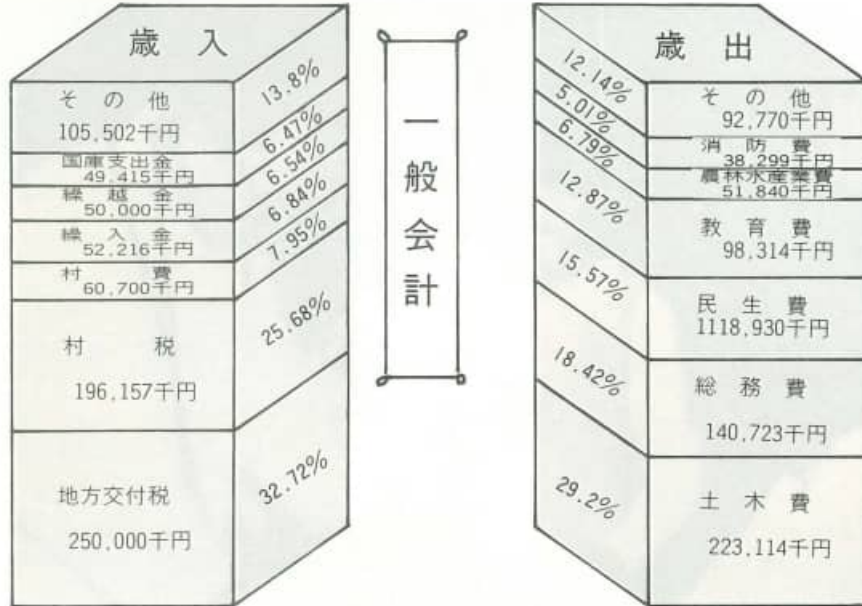 歳入
その他
105,502千円
13.8%
国庫支出金
49,415千円
6.47%
繰越金
50,000千円
6.54%
繰入金
52,216千円
6.84%
村費
60,700千円
7.95%
村税
196,157千円
25.68%
地方交付税
250,000千円
32.72%
一般会計
歳出
12.14%
その他
92,770千円
5.01%
消防費
38,299千円
6.79%
農林水産業費
51,840千円
12.87%
教育費
98,314千円
15.57%
民生費
1118,930千円
18.42%
総務費
140,723千円
29.2%
土木費
223,114千円